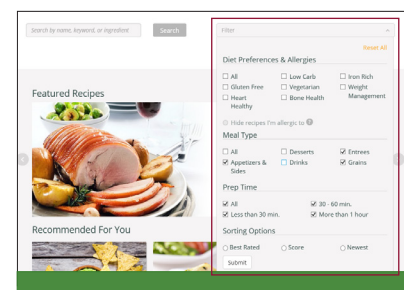 Search by name, keyword, or ingredient
Search
Filter
Reset All
Diet Preferences & Allergies
All
Low Carb
Iron Rich
Gluten Free
Vegetarian
Weight
Management
Heart
Healthy
Bone Health
Hide recipes I'm allergic to ?
Meal Type
All
Desserts
Entrees
Appetizers &
Sides
Drinks
Grains
Prep Time
All
30 - 60 min.
Less than 30 min.
More than 1 hour
Sorting Options
Best Rated
Score
Newest
Submit
Featured Recipes
Recommended For You